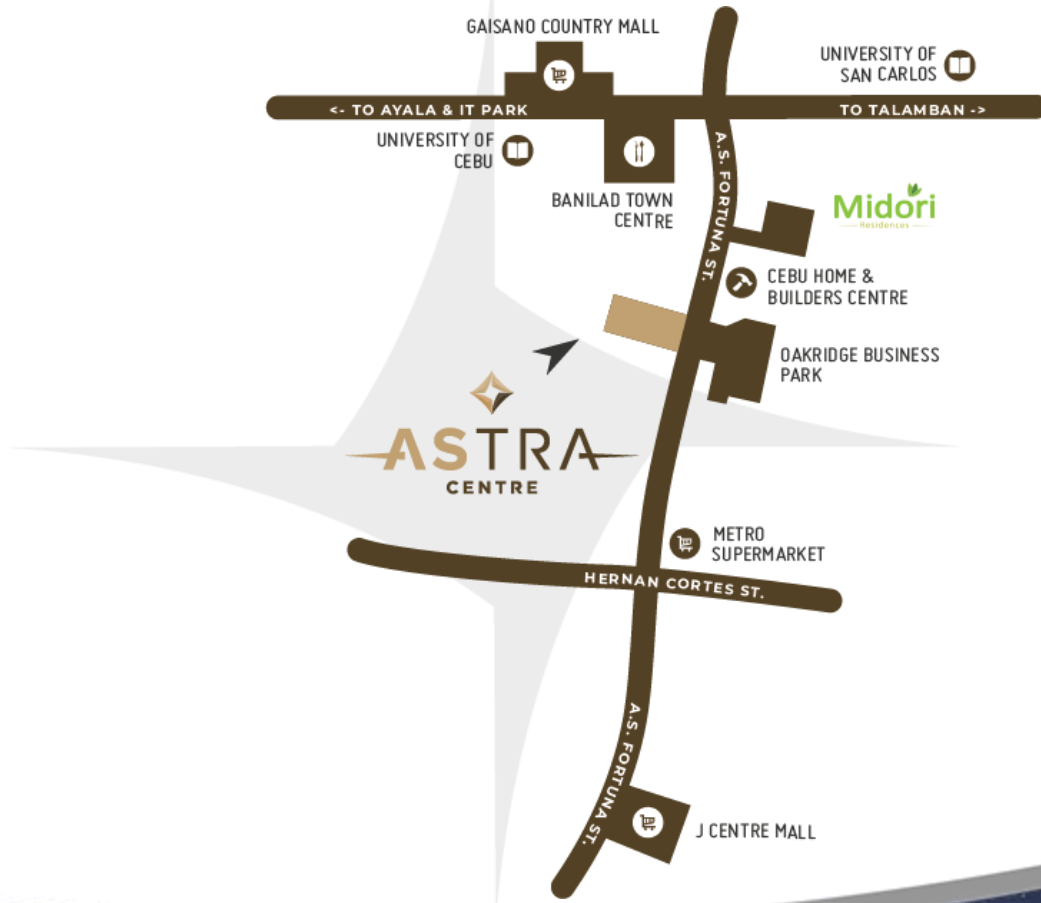 GAISANO COUNTRY MALL
UNIVERSITY OF
SAN CARLOS
<- TO AYALA & IT PARK
TO TALAMBAN ->
UNIVERSITY OF
CEBU
A.S. FORTUNA ST.
BANILAD TOWN
CENTRE
Midori
Residences
CEBU HOME &
BUILDERS CENTRE
OAKRIDGE BUSINESS
PARK
ASTRA
CENTRE
METRO
SUPERMARKET
HERNAN CORTES ST.
A.S. FORTUNA ST.
J CENTRE MALL